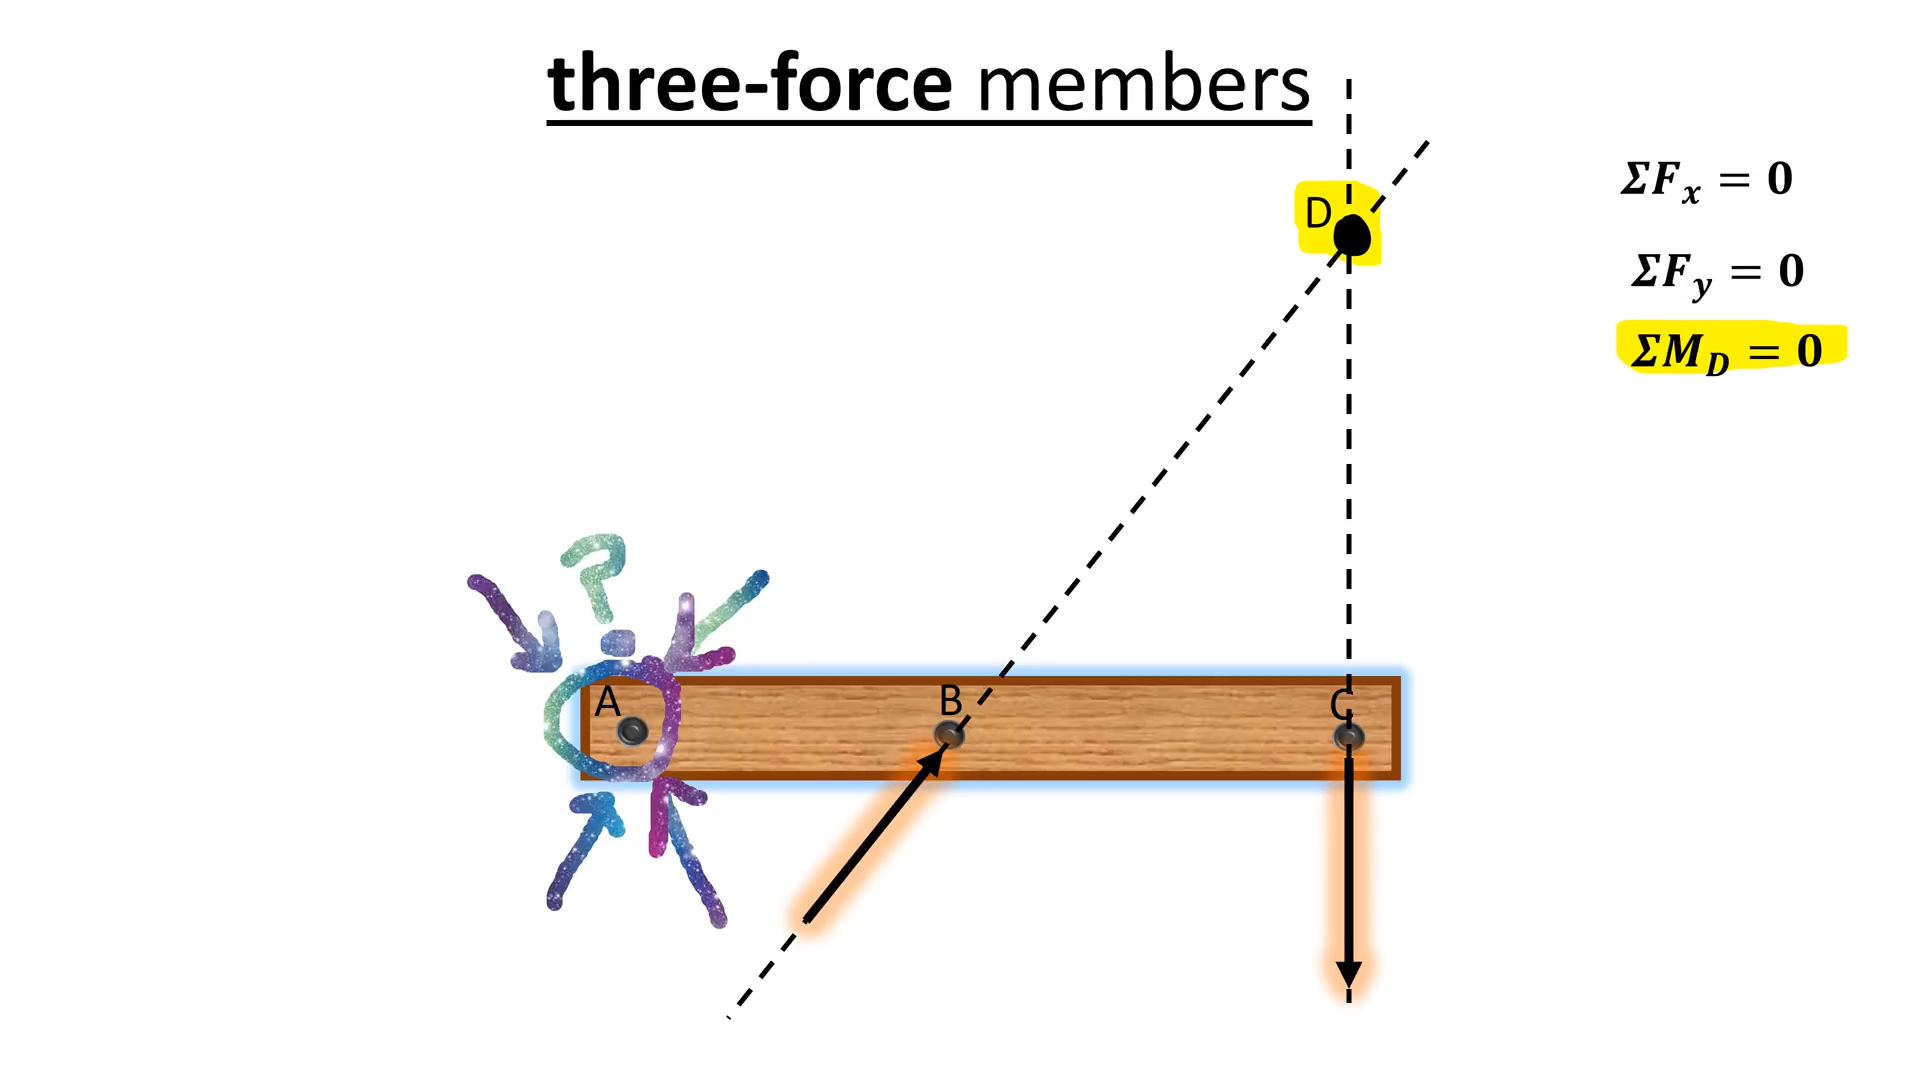 three-force members
D
ΣFx = 0
ΣFy = 0
ΣMD = 0
?
A
B
C